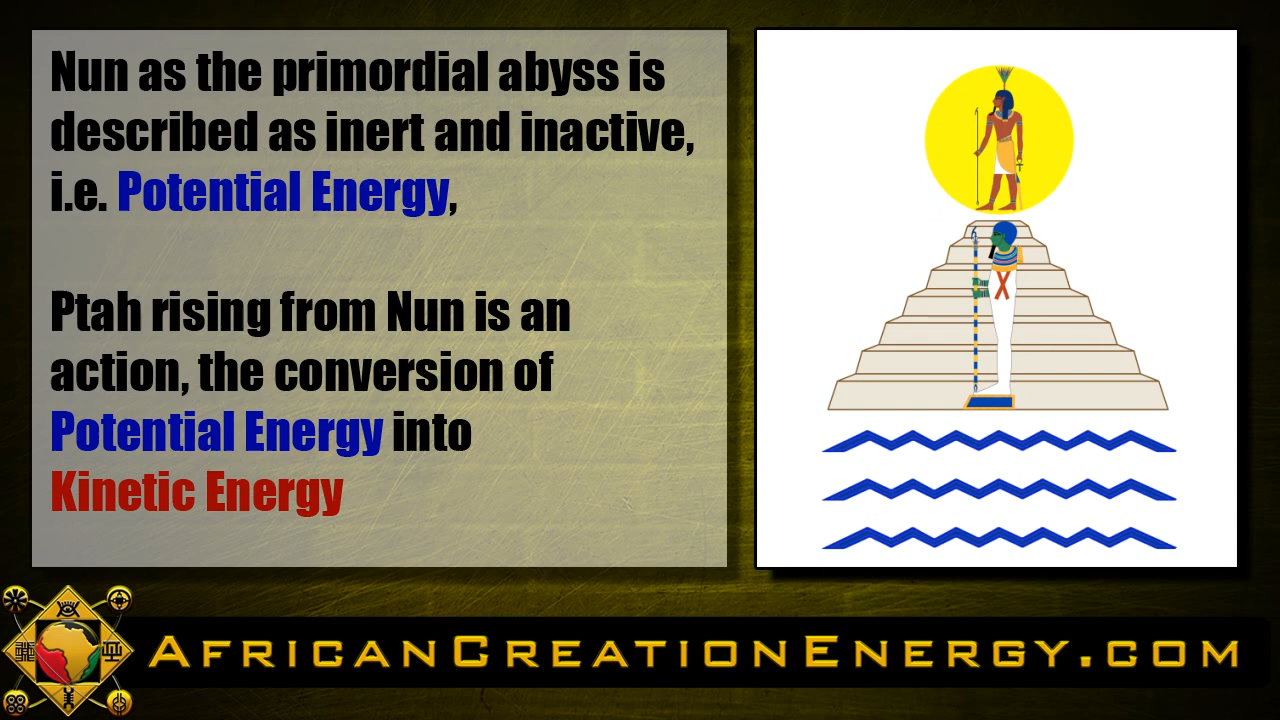 Nun as the primordial abyss is
described as inert and inactive,
i.e. Potential Energy,
Ptah rising from Nun is an
action, the conversion of
Potential Energy into
Kinetic Energy
AfricanCreationEnergy.com